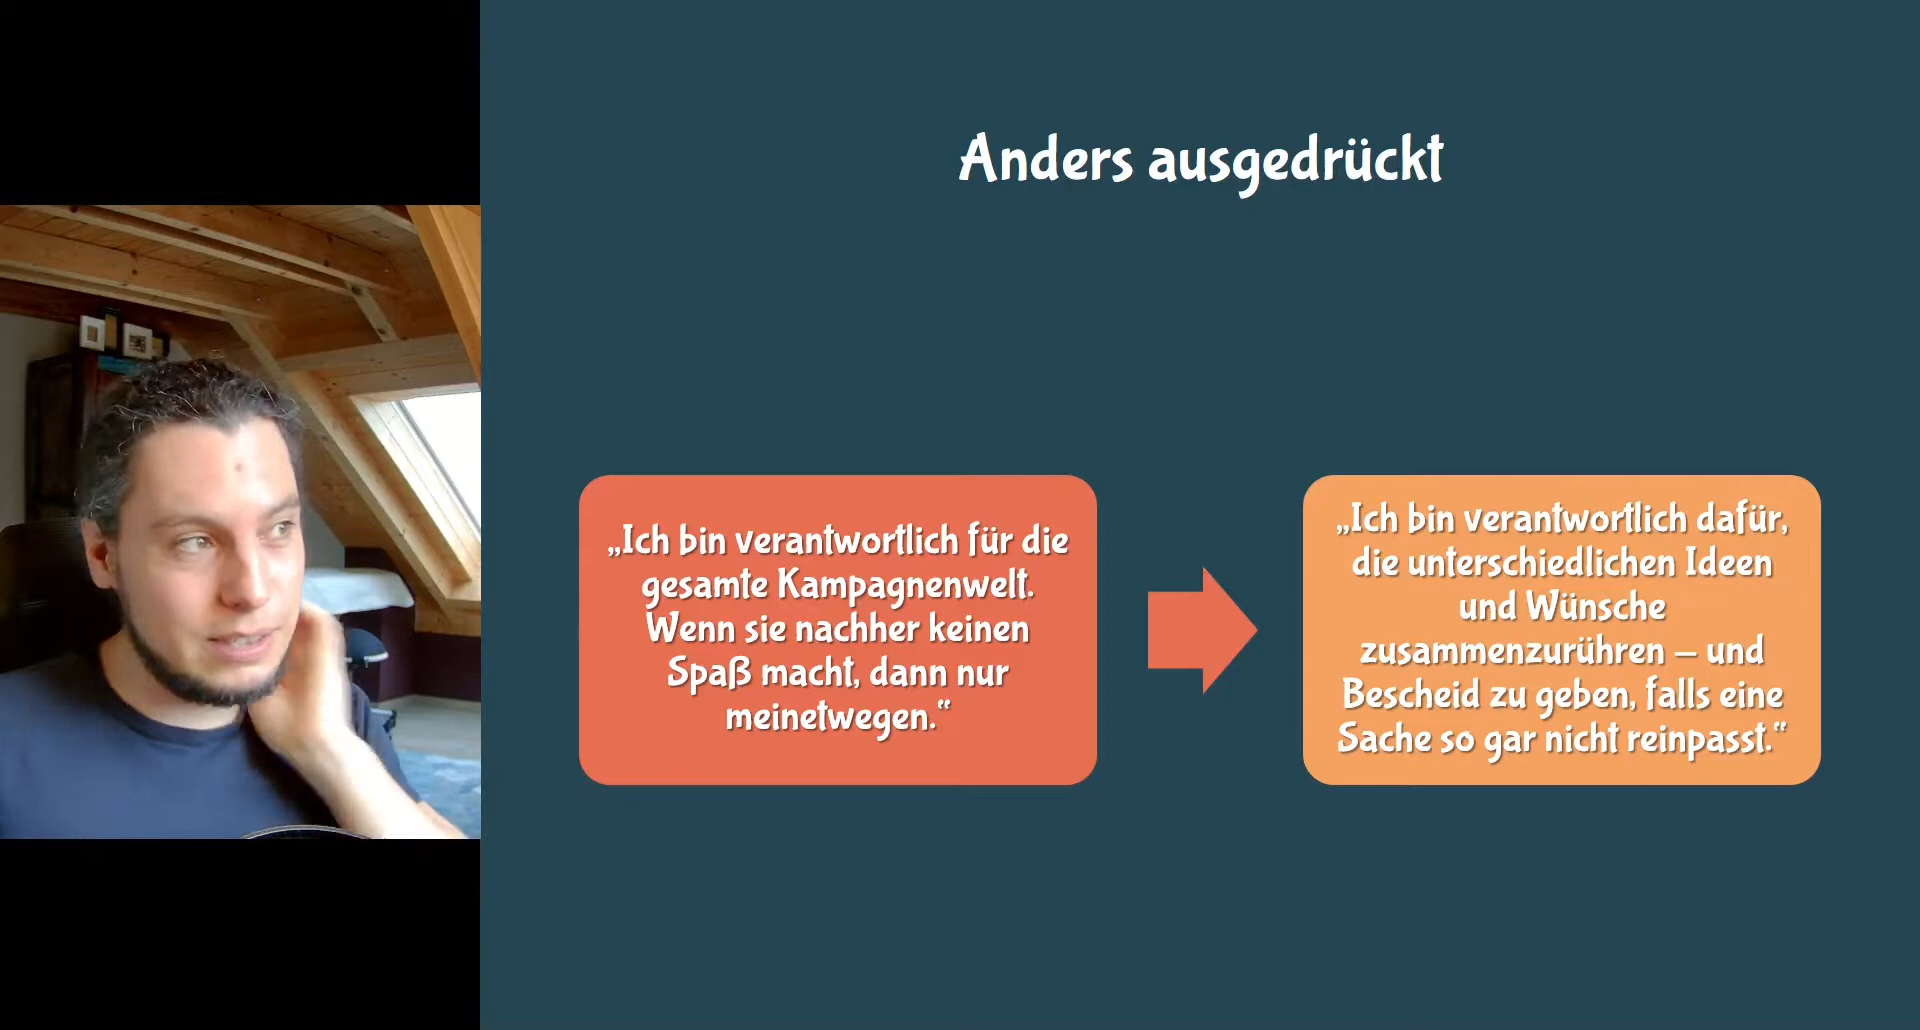 Anders ausgedrückt
„Ich bin verantwortlich für die
gesamte Kampagnenwelt.
Wenn sie nachher keinen
Spaß macht, dann nur
meinetwegen.“
„Ich bin verantwortlich dafür,
die unterschiedlichen Ideen
und Wünsche
zusammenzurühren – und
Bescheid zu geben, falls eine
Sache so gar nicht reinpasst.“